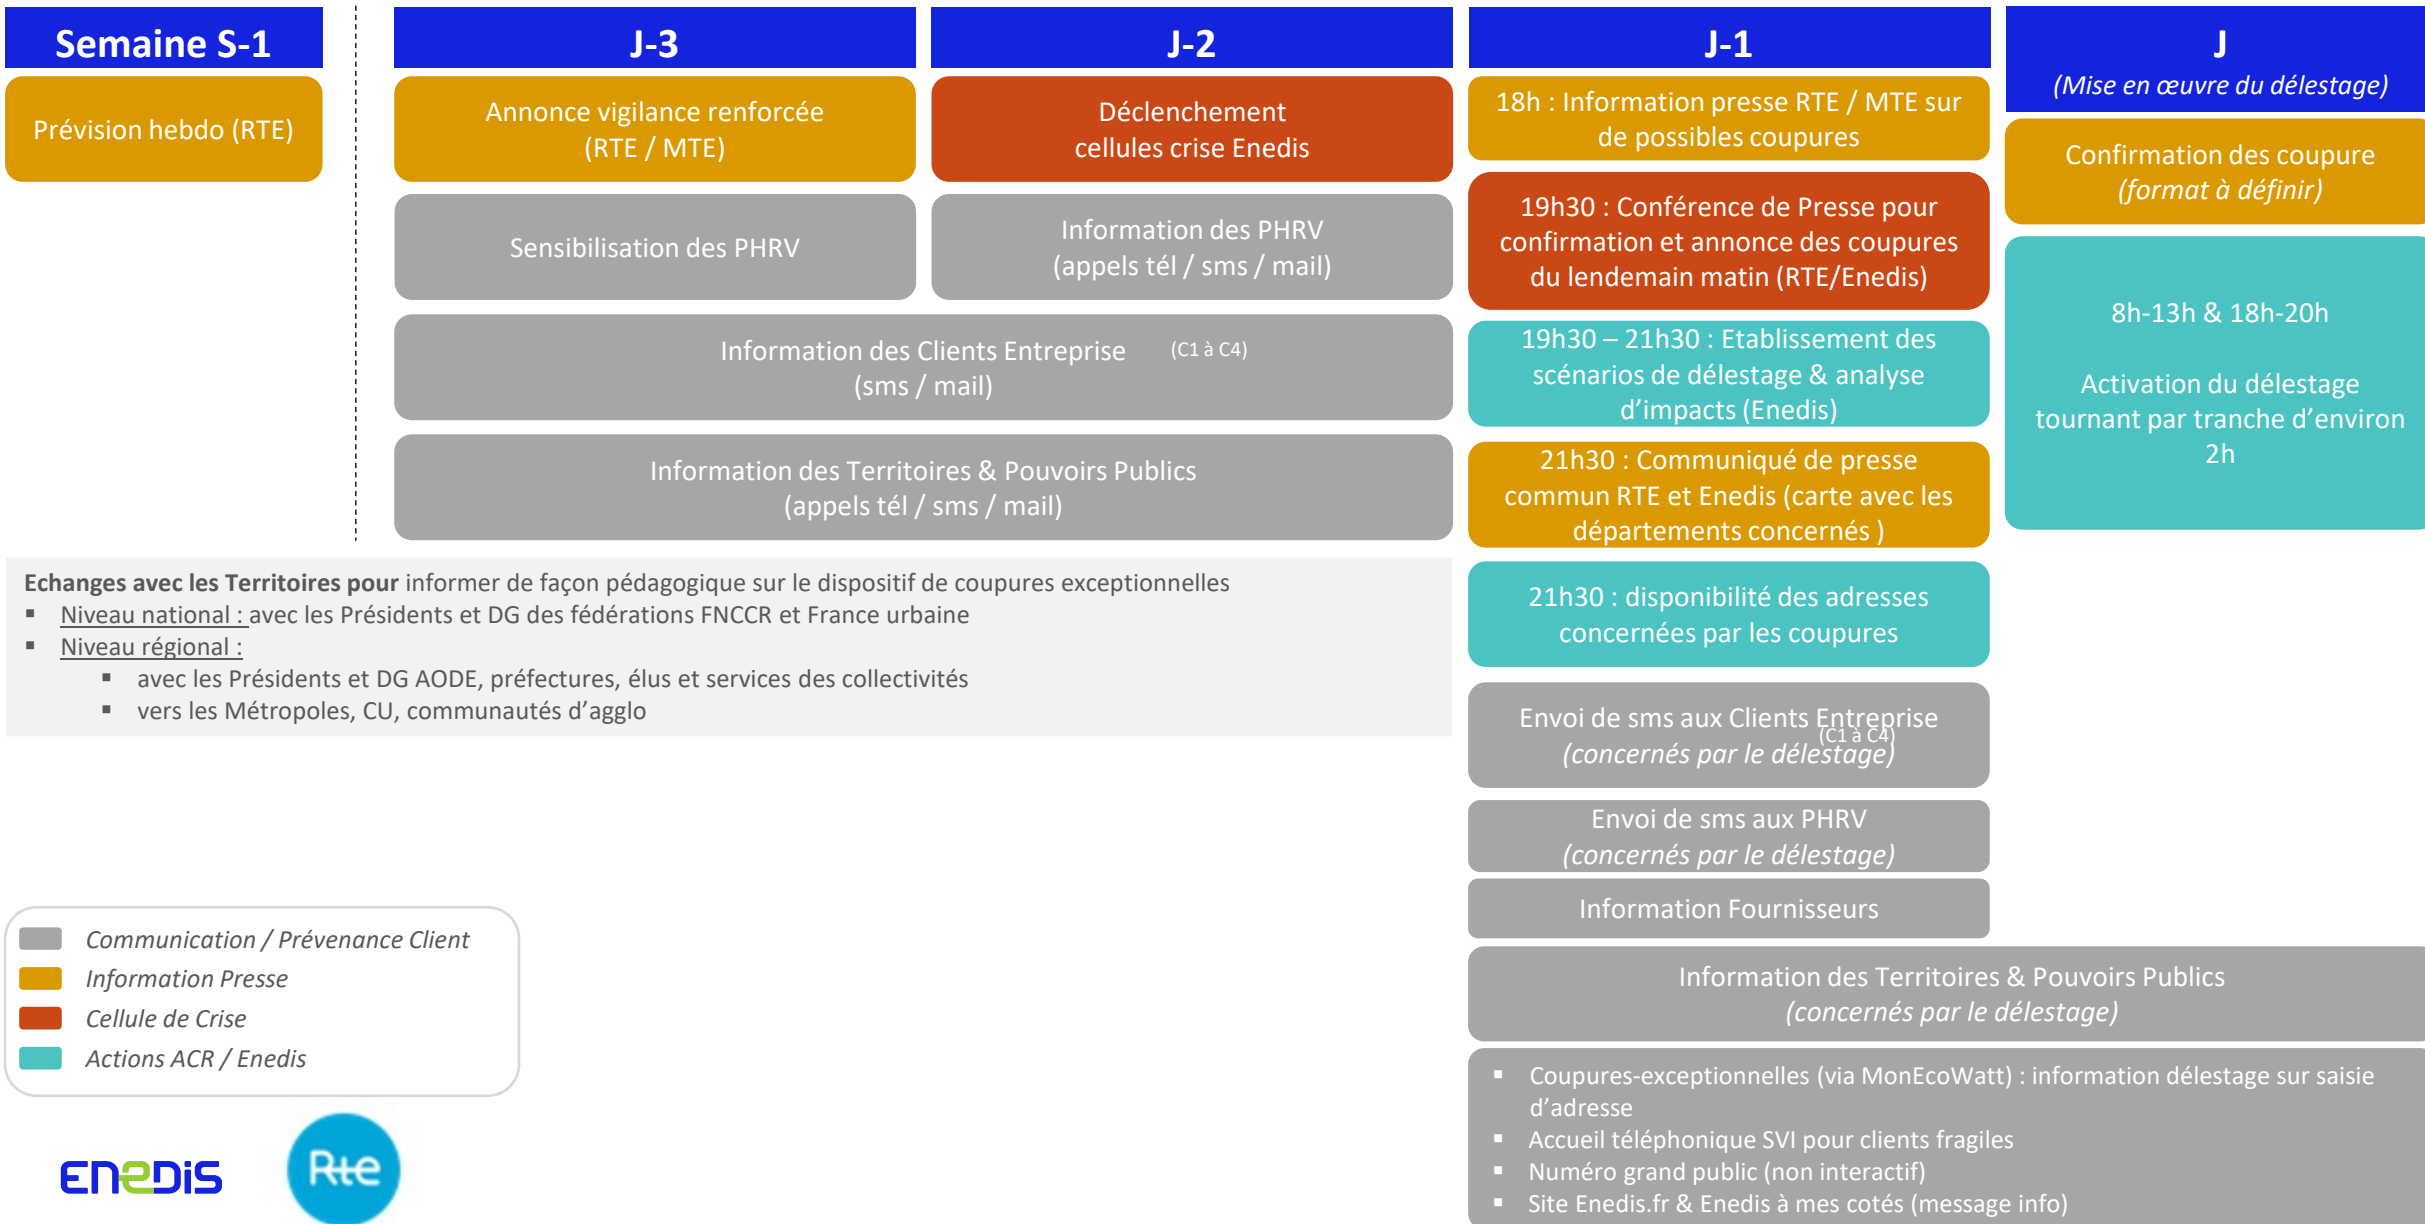 Semaine S-1
Prévision hebdo (RTE)
J-3
Annonce vigilance renforcée
(RTE / MTE)
Sensibilisation des PHRV
J-2
Déclenchement
cellules crise Enedis
Information des PHRV
(appels tél / sms / mail)
Information des Clients Entreprise (C1 à C4)
(sms / mail)
Information des Territoires & Pouvoirs Publics
(appels tél / sms / mail)
J-1
18h : Information presse RTE / MTE sur
de possibles coupures
19h30 : Conférence de Presse pour
confirmation et annonce des coupures
du lendemain matin (RTE/Enedis)
19h30 – 21h30 : Etablissement des
scénarios de délestage & analyse
d’impacts (Enedis)
21h30 : Communiqué de presse
commun RTE et Enedis (carte avec les
départements concernés )
21h30 : disponibilité des adresses
concernées par les coupures
Envoi de sms aux Clients Entreprise
(C1 à C4)
(concernés par le délestage)
Envoi de sms aux PHRV
(concernés par le délestage)
Information Fournisseurs
J
(Mise en œuvre du délestage)
Confirmation des coupure
(format à définir)
8h-13h & 18h-20h
Activation du délestage
tournant par tranche d’environ
2h
Information des Territoires & Pouvoirs Publics
(concernés par le délestage)
▪ Coupures-exceptionnelles (via MonEcoWatt) : information délestage sur saisie
d’adresse
▪ Accueil téléphonique SVI pour clients fragiles
▪ Numéro grand public (non interactif)
▪ Site Enedis.fr & Enedis à mes cotés (message info)
Echanges avec les Territoires pour informer de façon pédagogique sur le dispositif de coupures exceptionnelles
▪ Niveau national : avec les Présidents et DG des fédérations FNCCR et France urbaine
▪ Niveau régional :
▪ avec les Présidents et DG AODE, préfectures, élus et services des collectivités
▪ vers les Métropoles, CU, communautés d’agglo
Communication / Prévenance Client
Information Presse
Cellule de Crise
Actions ACR / Enedis
ENEDIS
Rte